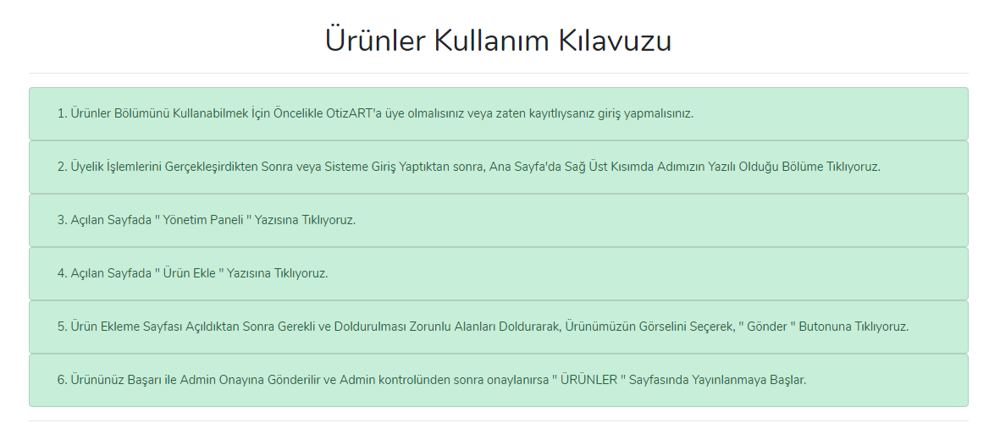 Ürünler Kullanım Kılavuzu
1. Ürünler Bölümünü Kullanabilmek İçin Öncelikle OtizART'a üye olmalısınız veya zaten kayıtlıysanız giriş yapmalısınız.
2. Üyelik İşlemlerini Gerçekleşirdikten Sonra veya Sisteme Giriş Yaptıktan sonra, Ana Sayfa'da Sağ Üst Kısımda Adımızın Yazılı Olduğu Bölüme Tıklıyoruz.
3. Açılan Sayfada " Yönetim Paneli " Yazısına Tıklıyoruz.
4. Açılan Sayfada " Ürün Ekle " Yazısına Tıklıyoruz.
5. Ürün Ekleme Sayfası Açıldıktan Sonra Gerekli ve Doldurulması Zorunlu Alanları Doldurarak, Ürünümüzün Görselini Seçerek, " Gönder " Butonuna Tıklıyoruz.
6. Ürününüz Başarı ile Admin Onayına Gönderilir ve Admin kontrolünden sonra onaylanırsa " ÜRÜNLER " Sayfasında Yayınlanmaya Başlar.